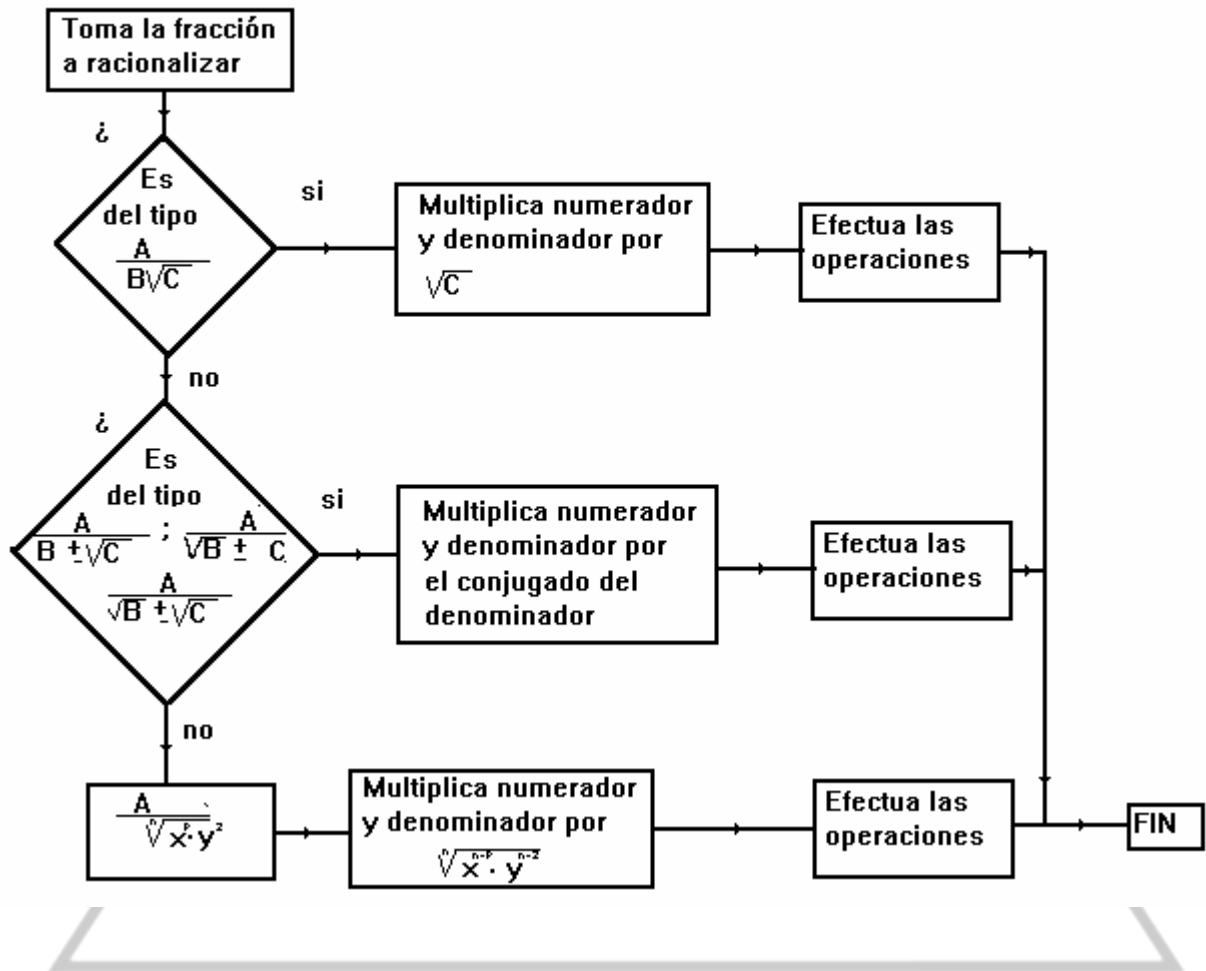 Toma la fracción
a racionalizar
¿
Es
del tipo
A
B√C
si
Multiplica numerador
y denominador por
√C
Efectua las
operaciones
no
¿
Es
del tipo
A / B ±√C ; A / √B ± C
A / √B ±√C
si
Multiplica numerador
y denominador por
el conjugado del
denominador
Efectua las
operaciones
no
A
ⁿ√x^p·y²
Multiplica numerador
y denominador por
ⁿ√x^n-p·y^n-2
Efectua las
operaciones
FIN